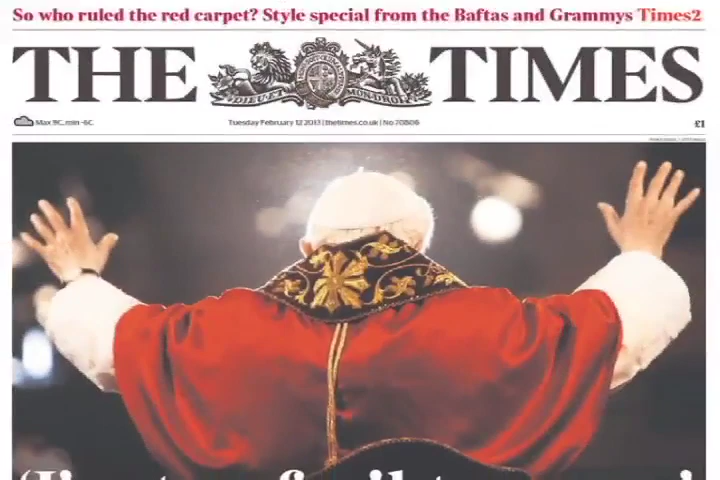 So who ruled the red carpet? Style special from the Baftas and Grammys Times2
THE TIMES
DIEU ET MON DROIT
Max 9C, min -6C
Tuesday February 12 2013 | thetimes.co.uk | No 70806
£1